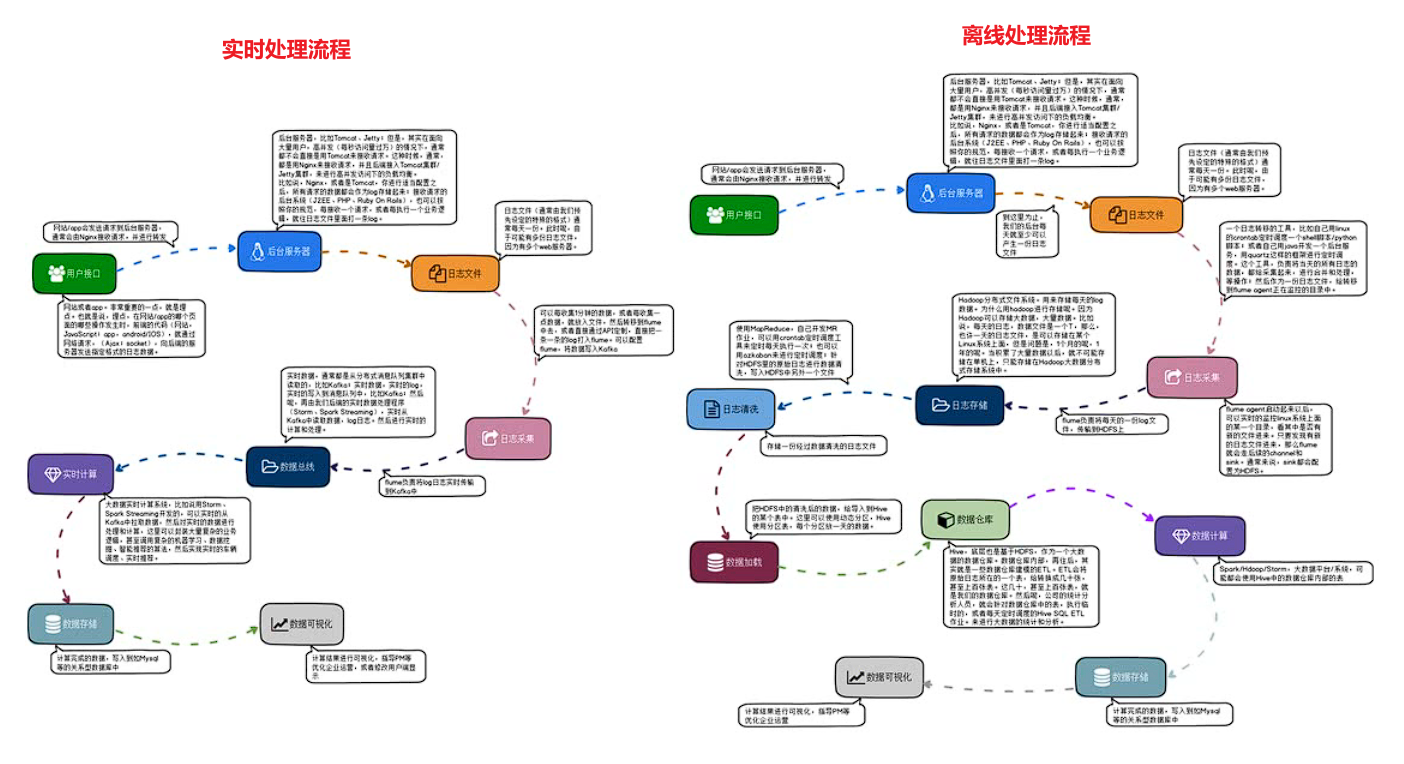 实时处理流程
后台服务器，比如Tomcat、Jetty；但是，其实在面向
大量用户，高并发（每秒访问量过万）的情况下，通常
都不会直接是用Tomcat来接收请求。这种时候，通常，
都是用Nginx来接收请求，并且后端接入Tomcat集群/
Jetty集群，来进行高并发访问下的负载均衡。
比如说，Nginx，或者是Tomcat，你进行适当配置之
后，所有请求的数据都会作为log存储起来；接收请求的
后台系统（J2EE、PHP、Ruby On Rails），也可以按
照你的规范，每接收一个请求，或者每执行一个业务逻
辑，就往日志文件里面打一条log。
网站/app会发送请求到后台服务器，
通常会由Nginx接收请求，并进行转发
后台服务器
日志文件（通常由我们预
先设定的特殊的格式）
通常每天一份。此时呢，由
于可能有多份日志文件，
因为有多个web服务器。
用户接口
日志文件
网站或者app。非常重要的一点，就是埋
点。也就是说，埋点，在网站/app的哪个页
面的哪些操作发生时，前端的代码（网站，
JavaScript；app，android/IOS），就通过
网络请求，（Ajax；socket），向后端的服
务器发送指定格式的日志数据。
可以每收集1分钟的数据，或者每收集一
点数据，就放入文件，然后转移到flume
中去。或者直接通过API定制，直接把一
条一条的log打入flume。可以配置
flume，将数据写入Kafka
实时数据，通常都是从分布式消息队列集群中
读取的，比如Kafka；实时数据，实时的log，
实时的写入到消息队列中，比如Kafka；然后
呢，再由我们后端的实时数据处理程序
（Storm、Spark Streaming），实时从
Kafka中读取数据，log日志。然后进行实时的
计算和处理。
日志采集
数据总线
flume负责将log日志实时传输
到Kafka中
实时计算
大数据实时计算系统，比如说用Storm、
Spark Streaming开发的，可以实时的从
Kafka中拉取数据，然后对实时的数据进行
处理和计算，这里可以封装大量复杂的业务
逻辑，甚至调用复杂的机器学习、数据挖
掘、智能推荐的算法，然后实现实时的车辆
调度、实时推荐。
数据存储
数据可视化
计算完成的数据，写入到如Mysql
等的关系型数据库中
计算结果进行可视化，指导PM等
优化企业运营，或者修改用户端显
示
离线处理流程
后台服务器，比如Tomcat、Jetty；但是，其实在面向
大量用户，高并发（每秒访问量过万）的情况下，通常
都不会直接是用Tomcat来接收请求。这种时候，通常，
都是用Nginx来接收请求，并且后端接入Tomcat集群/
Jetty集群，来进行高并发访问下的负载均衡。
比如说，Nginx，或者是Tomcat，你进行适当配置之
后，所有请求的数据都会作为log存储起来；接收请求的
后台系统（J2EE、PHP、Ruby On Rails），也可以按
照你的规范，每接收一个请求，或者每执行一个业务逻
辑，就往日志文件里面打一条log。
网站/app会发送请求到后台服务器，
通常会由Nginx接收请求，并进行转发
后台服务器
日志文件（通常由我们预
先设定的特殊的格式）通
常每天一份。此时呢，由
于可能有多份日志文件，
因为有多个web服务器。
用户接口
日志文件
到这里为止，
我们的后台每
天就至少可以
产生一份日志
文件
一个日志转移的工具，比如自己用linux
的crontab定时调度一个shell脚本/python
脚本；或者自己用java开发一个后台服
务，用quartz这样的框架进行定时调
度。这个工具，负责将当天的所有日志的
数据，都给采集起来，进行合并和处理，
等操作；然后作为一份日志文件，给转移
到flume agent正在监控的目录中。
Hadoop分布式文件系统。用来存储每天的log
数据。为什么用hadoop进行存储呢。因为
Hadoop可以存储大数据，大量数据。比如
说，每天的日志，数据文件是一个T，那么，
也许一天的日志文件，是可以存储在某个
Linux系统上面，但是问题是，1个月的呢，1
年的呢。当积累了大量数据以后，就不可能存
储在单机上，只能存储在Hadoop大数据分布
式存储系统中。
使用MapReduce，自己开发MR
作业，可以用crontab定时调度工
具来定时每天执行一次；也可以
用azkaban来进行定时调度；针
对HDFS里的原始日志进行数据清
洗，写入HDFS中另外一个文件
日志采集
日志存储
日志清洗
flume负责将每天的一份log文
件，传输到HDFS上
flume agent启动起来以后，
可以实时的监控linux系统上面
的某一个目录，看其中是否有
新的文件进来，只要发现有新
的日志文件进来，那么flume
就会走后续的channel和
sink。通常来说，sink都会配
置为HDFS。
存储一份经过数据清洗的日志文件
把HDFS中的清洗后的数据，给导入到Hive
的某个表中。这里可以使用动态分区，Hive
使用分区表，每个分区放一天的数据。
数据仓库
数据计算
数据加载
Hive，底层也是基于HDFS，作为一个大数
据的数据仓库。数据仓库内部，再往后，其
实就是一些数据仓库建模的ETL。ETL会将
原始日志所在的一个表，给转换成几十张，
甚至上百张表。这几十，甚至上百张表，就
是我们的数据仓库。然后呢，公司的统计分
析人员，就会针对数据仓库中的表，执行临
时的，或者每天定时调度的Hive SQL ETL
作业。来进行大数据的统计和分析。
Spark/Hdoop/Storm，大数据平台/系统，可
能都会使用Hive中的数据仓库内部的表
数据可视化
数据存储
计算结果进行可视化，指导PM等
优化企业运营
计算完成的数据，写入到如Mysql
等的关系型数据库中